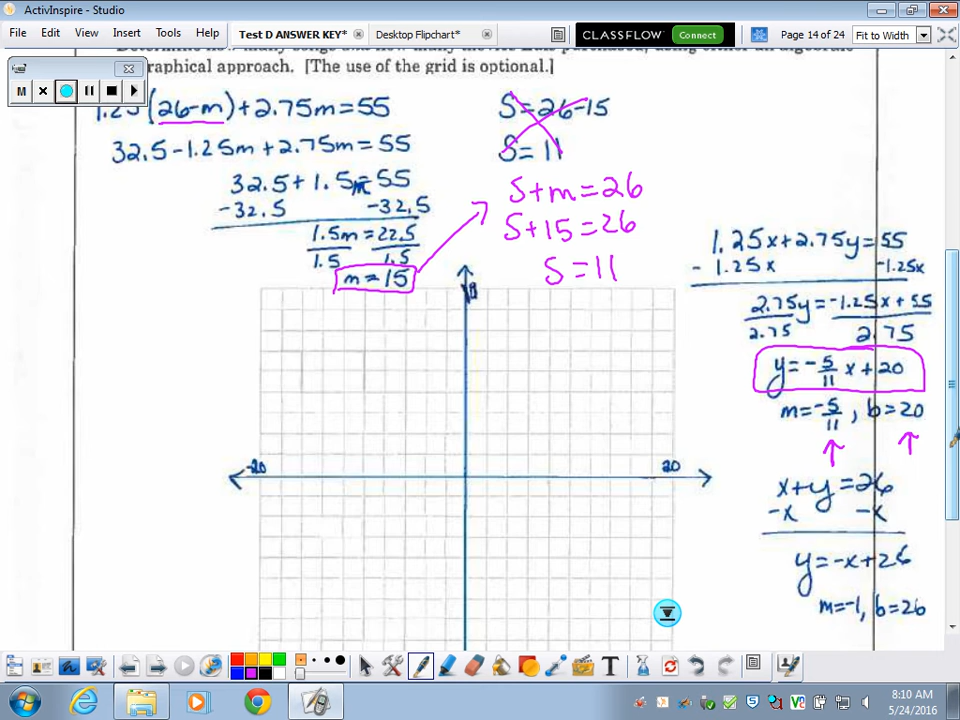 ActivInspire - Studio
File Edit View Insert Tools Help
Test D ANSWER KEY*
Desktop Flipchart*
CLASSFLOW Connect
Page 14 of 24
Fit to Width
raphical approach. [The use of the grid is optional.]
M
1.25(26-m)+2.75m=55
32.5-1.25m+2.75m=55
32.5+1.5m=55
-32.5 -32.5
1.5m=22.5
1.5 1.5
m=15
S=26-15
S=11
S+m=26
S+15=26
S=11
1.25x+2.75y=55
-1.25x -1.25x
2.75y=-1.25x+55
2.75 2.75
y=-5/11 x+20
m=-5/11, b=20
x+y=26
-x -x
y=-x+26
m=-1, b=26
-20
20
T
8:10 AM
5/24/2016